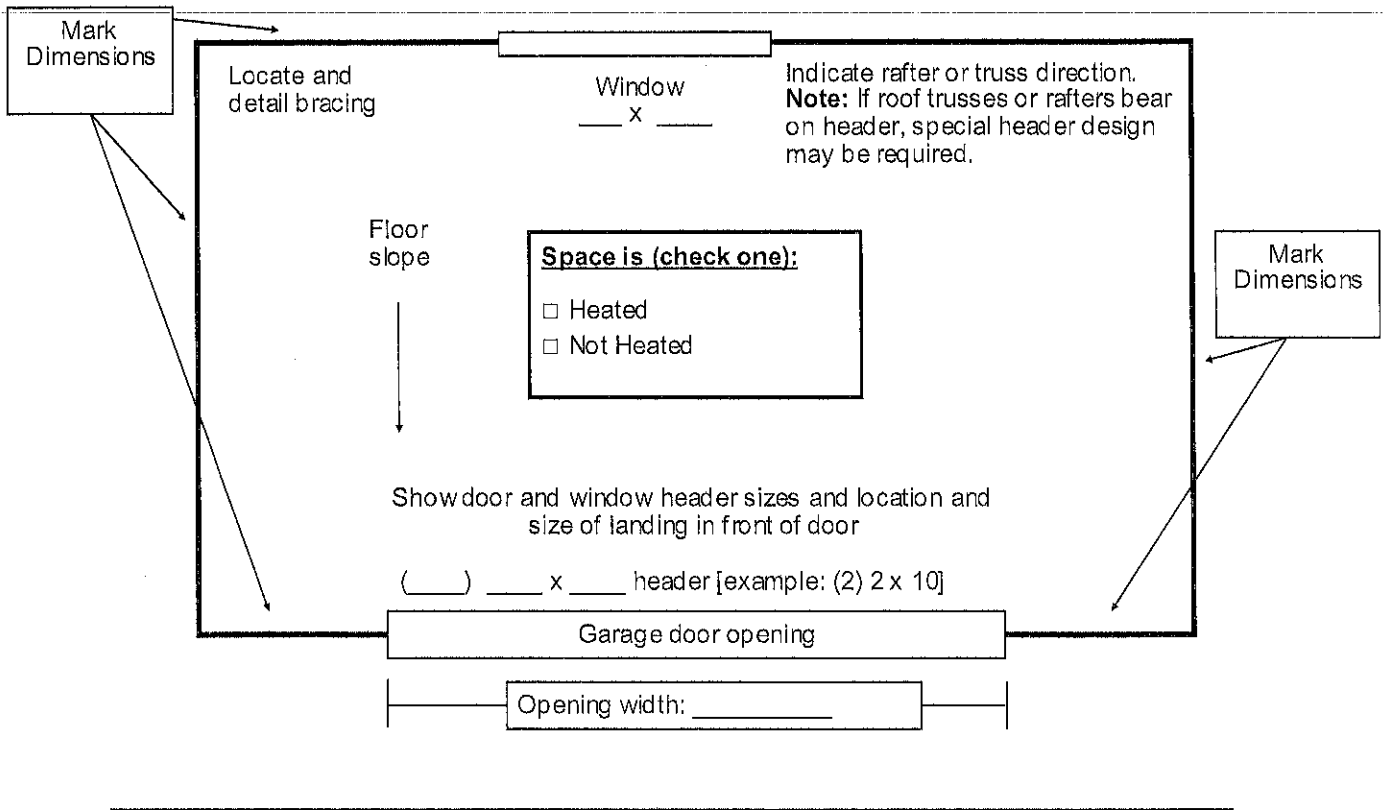 Mark
Dimensions
Locate and
detail bracing
Window
___ x ____
Indicate rafter or truss direction.
Note: If roof trusses or rafters bear
on header, special header design
may be required.
Floor
slope
Space is (check one):
□ Heated
□ Not Heated
Mark
Dimensions
Show door and window header sizes and location and
size of landing in front of door
(____) ____ x ____ header [example: (2) 2 x 10]
Garage door opening
Opening width: __________